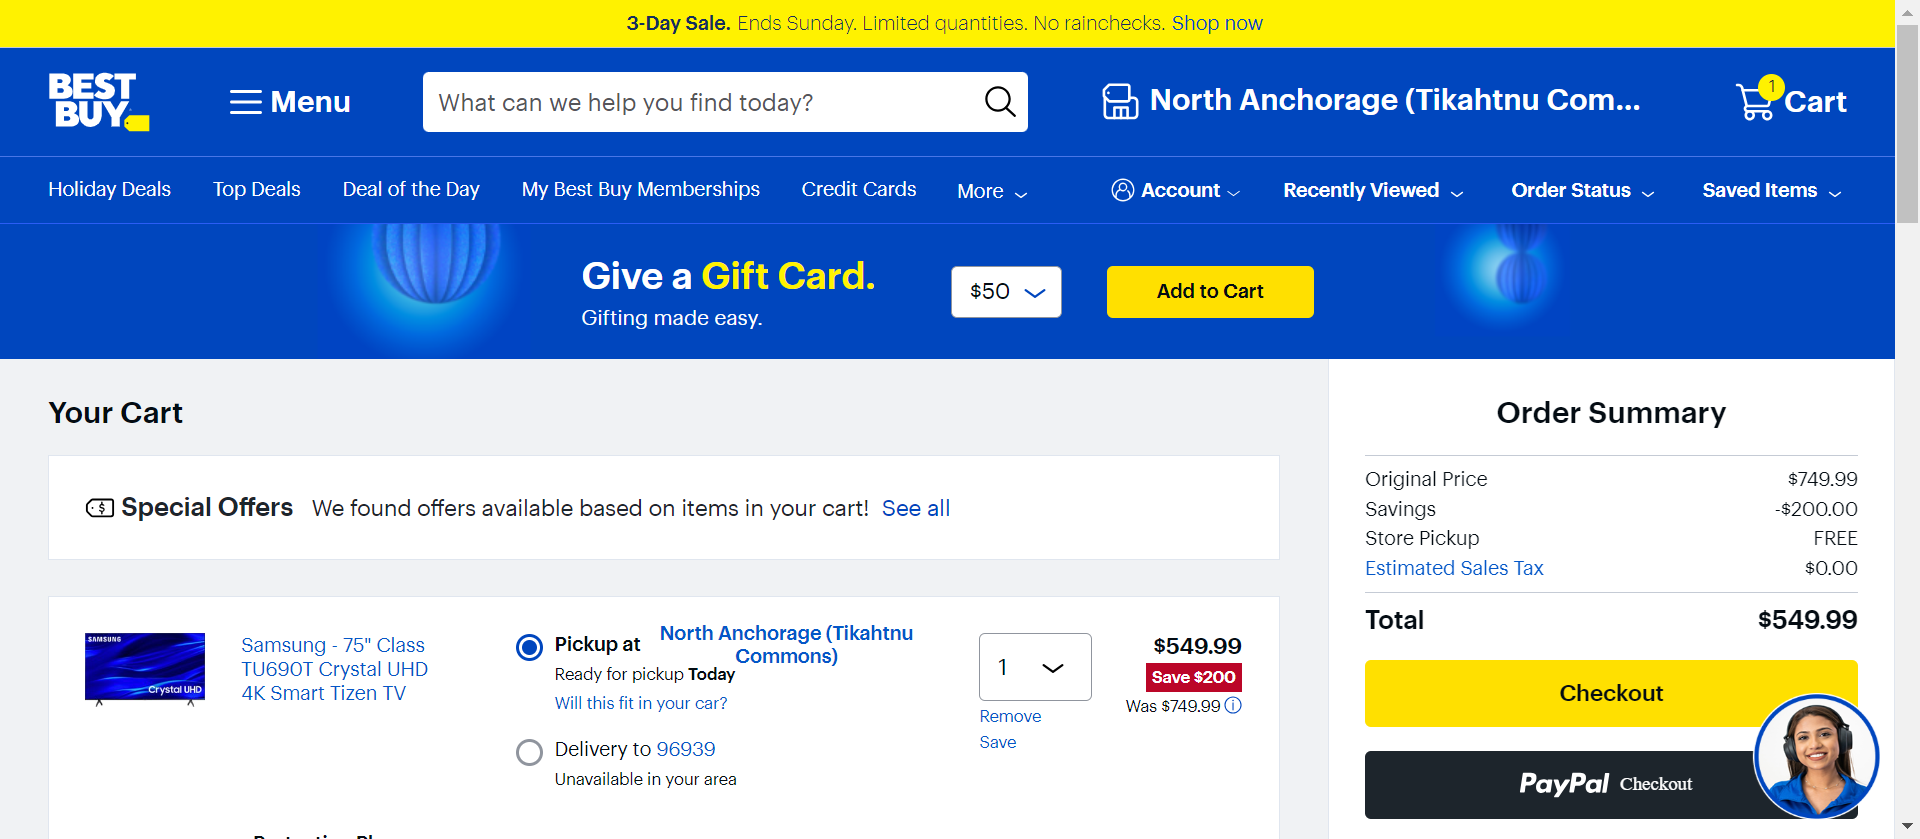 3-Day Sale. Ends Sunday. Limited quantities. No rainchecks. Shop now
BEST
BUY
Menu
What can we help you find today?
North Anchorage (Tikahtnu Com...
1
Cart
Holiday Deals
Top Deals
Deal of the Day
My Best Buy Memberships
Credit Cards
More
Account
Recently Viewed
Order Status
Saved Items
Give a Gift Card.
Gifting made easy.
$50
Add to Cart
Your Cart
Special Offers We found offers available based on items in your cart! See all
SAMSUNG
Crystal UHD
Samsung - 75" Class
TU690T Crystal UHD
4K Smart Tizen TV
Pickup at North Anchorage (Tikahtnu
Commons)
Ready for pickup Today
Will this fit in your car?
Delivery to 96939
Unavailable in your area
1
Remove
Save
$549.99
Save $200
Was $749.99
Order Summary
Original Price $749.99
Savings -$200.00
Store Pickup FREE
Estimated Sales Tax $0.00
Total $549.99
Checkout
PayPal Checkout